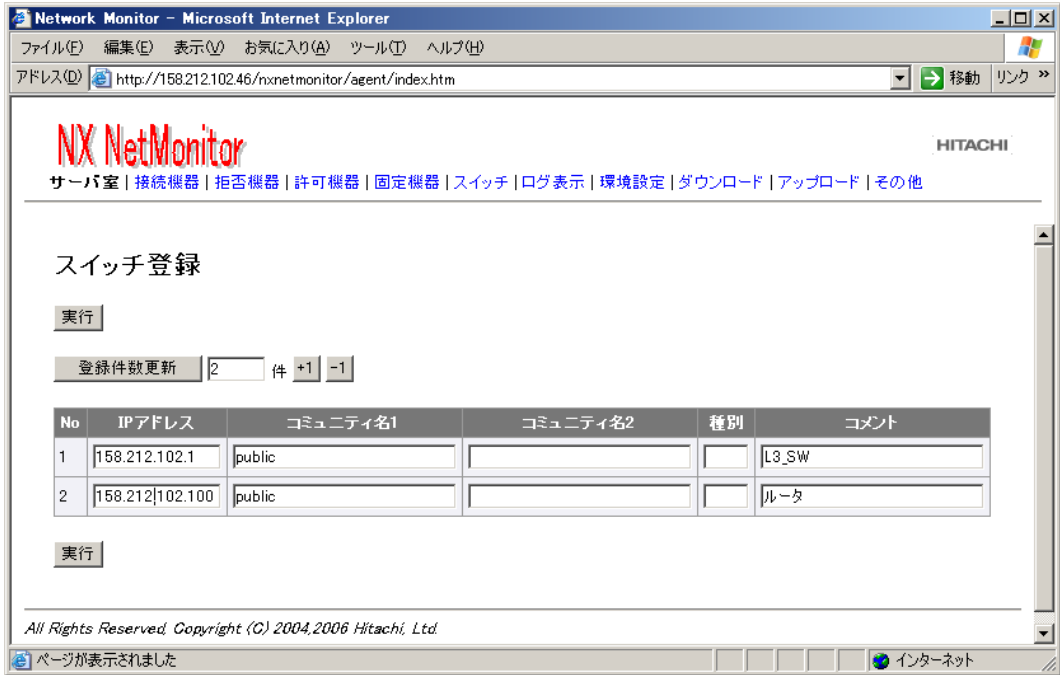 Network Monitor - Microsoft Internet Explorer
ファイル(F) 編集(E) 表示(V) お気に入り(A) ツール(T) ヘルプ(H)
アドレス(D) http://158.212.102.46/nxnetmonitor/agent/index.htm 移動 リンク »
NX NetMonitor
HITACHI
サーバ室 | 接続機器 | 拒否機器 | 許可機器 | 固定機器 | スイッチ | ログ表示 | 環境設定 | ダウンロード | アップロード | その他
スイッチ登録
実行
登録件数更新 2 件 +1 -1
No IPアドレス コミュニティ名1 コミュニティ名2 種別 コメント
1 158.212.102.1 public L3_SW
2 158.212.102.100 public ルータ
実行
All Rights Reserved, Copyright (C) 2004,2006 Hitachi, Ltd.
ページが表示されました インターネット